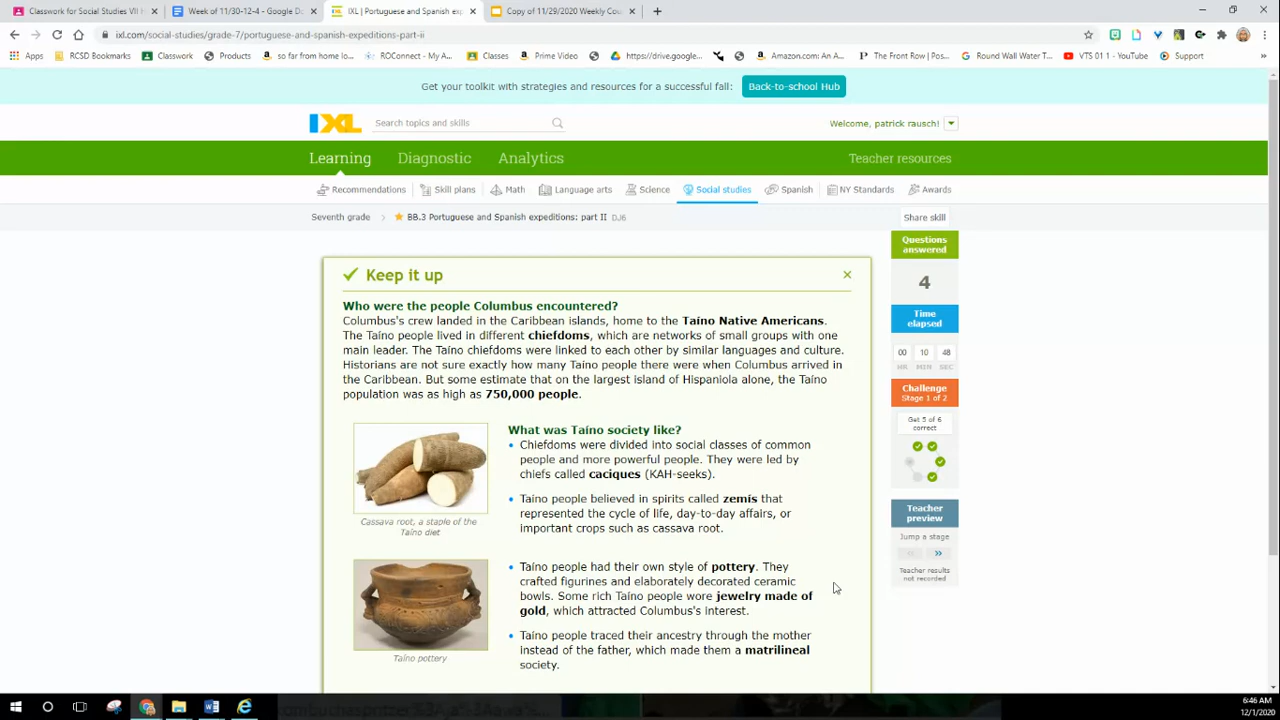 Classwork for Social Studies VII H
Week of 11/30-12-4 - Google Do
IXL | Portuguese and Spanish exp
Copy of 11/29/2020 Weekly Cou
ixl.com/social-studies/grade-7/portuguese-and-spanish-expeditions-part-ii
Apps RCSD Bookmarks Classwork Products so far from home lo... ROConnect - My A... Classes Prime Video https://drive.google... Amazon.com: An A... The Front Row | Pos... Round Wall Water T... VTS 01 1 - YouTube Support
Get your toolkit with strategies and resources for a successful fall: Back-to-school Hub
IXL Search topics and skills Welcome, patrick rausch!
Learning Diagnostic Analytics Teacher resources
Recommendations Skill plans Math Language arts Science Social studies Spanish NY Standards Awards
Seventh grade > BB.3 Portuguese and Spanish expeditions: part II DJ6 Share skill
Keep it up
Who were the people Columbus encountered?
Columbus's crew landed in the Caribbean islands, home to the Taíno Native Americans.
The Taíno people lived in different chiefdoms, which are networks of small groups with one
main leader. The Taíno chiefdoms were linked to each other by similar languages and culture.
Historians are not sure exactly how many Taíno people there were when Columbus arrived in
the Caribbean. But some estimate that on the largest island of Hispaniola alone, the Taíno
population was as high as 750,000 people.
Cassava root, a staple of the
Taíno diet
What was Taíno society like?
• Chiefdoms were divided into social classes of common
people and more powerful people. They were led by
chiefs called caciques (KAH-seeks).
• Taíno people believed in spirits called zemis that
represented the cycle of life, day-to-day affairs, or
important crops such as cassava root.
Taíno pottery
• Taíno people had their own style of pottery. They
crafted figurines and elaborately decorated ceramic
bowls. Some rich Taíno people wore jewelry made of
gold, which attracted Columbus's interest.
• Taíno people traced their ancestry through the mother
instead of the father, which made them a matrilineal
society.
Questions
answered
4
Time
elapsed
00 10 48
HR MIN SEC
Challenge
Stage 1 of 2
Get 5 of 6
correct
Teacher
preview
Jump a stage
Teacher results
not recorded
6:46 AM
12/1/2020